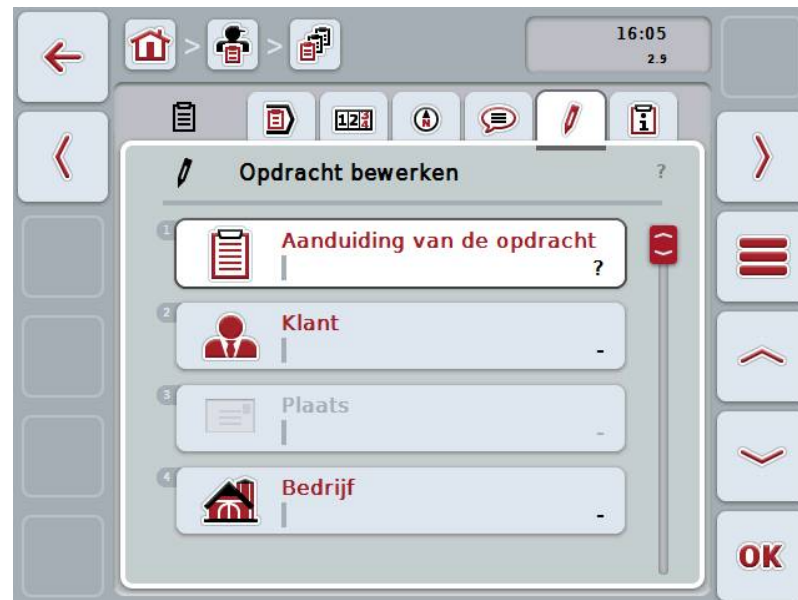 16:05
2.9
Opdracht bewerken
?
1
Aanduiding van de opdracht
?
2
Klant
-
3
Plaats
-
4
Bedrijf
-
OK